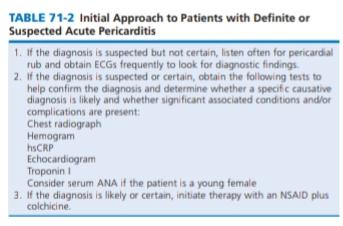 TABLE 71-2 Initial Approach to Patients with Definite or
Suspected Acute Pericarditis
1. If the diagnosis is suspected but not certain, listen often for pericardial
rub and obtain ECGs frequently to look for diagnostic findings.
2. If the diagnosis is suspected or certain, obtain the following tests to
help confirm the diagnosis and determine whether a specific causative
diagnosis is likely and whether significant associated conditions and/or
complications are present:
Chest radiograph
Hemogram
hsCRP
Echocardiogram
Troponin I
Consider serum ANA if the patient is a young female
3. If the diagnosis is likely or certain, initiate therapy with an NSAID plus
colchicine.